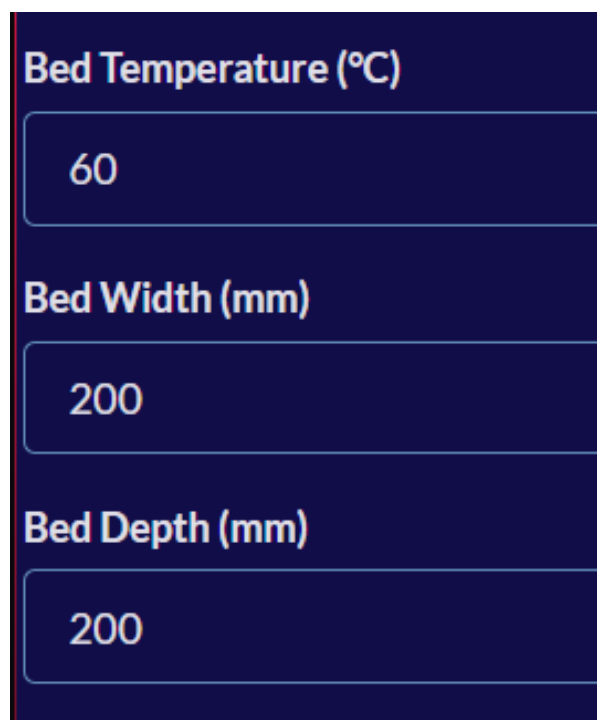 Bed Temperature (°C)
60
Bed Width (mm)
200
Bed Depth (mm)
200